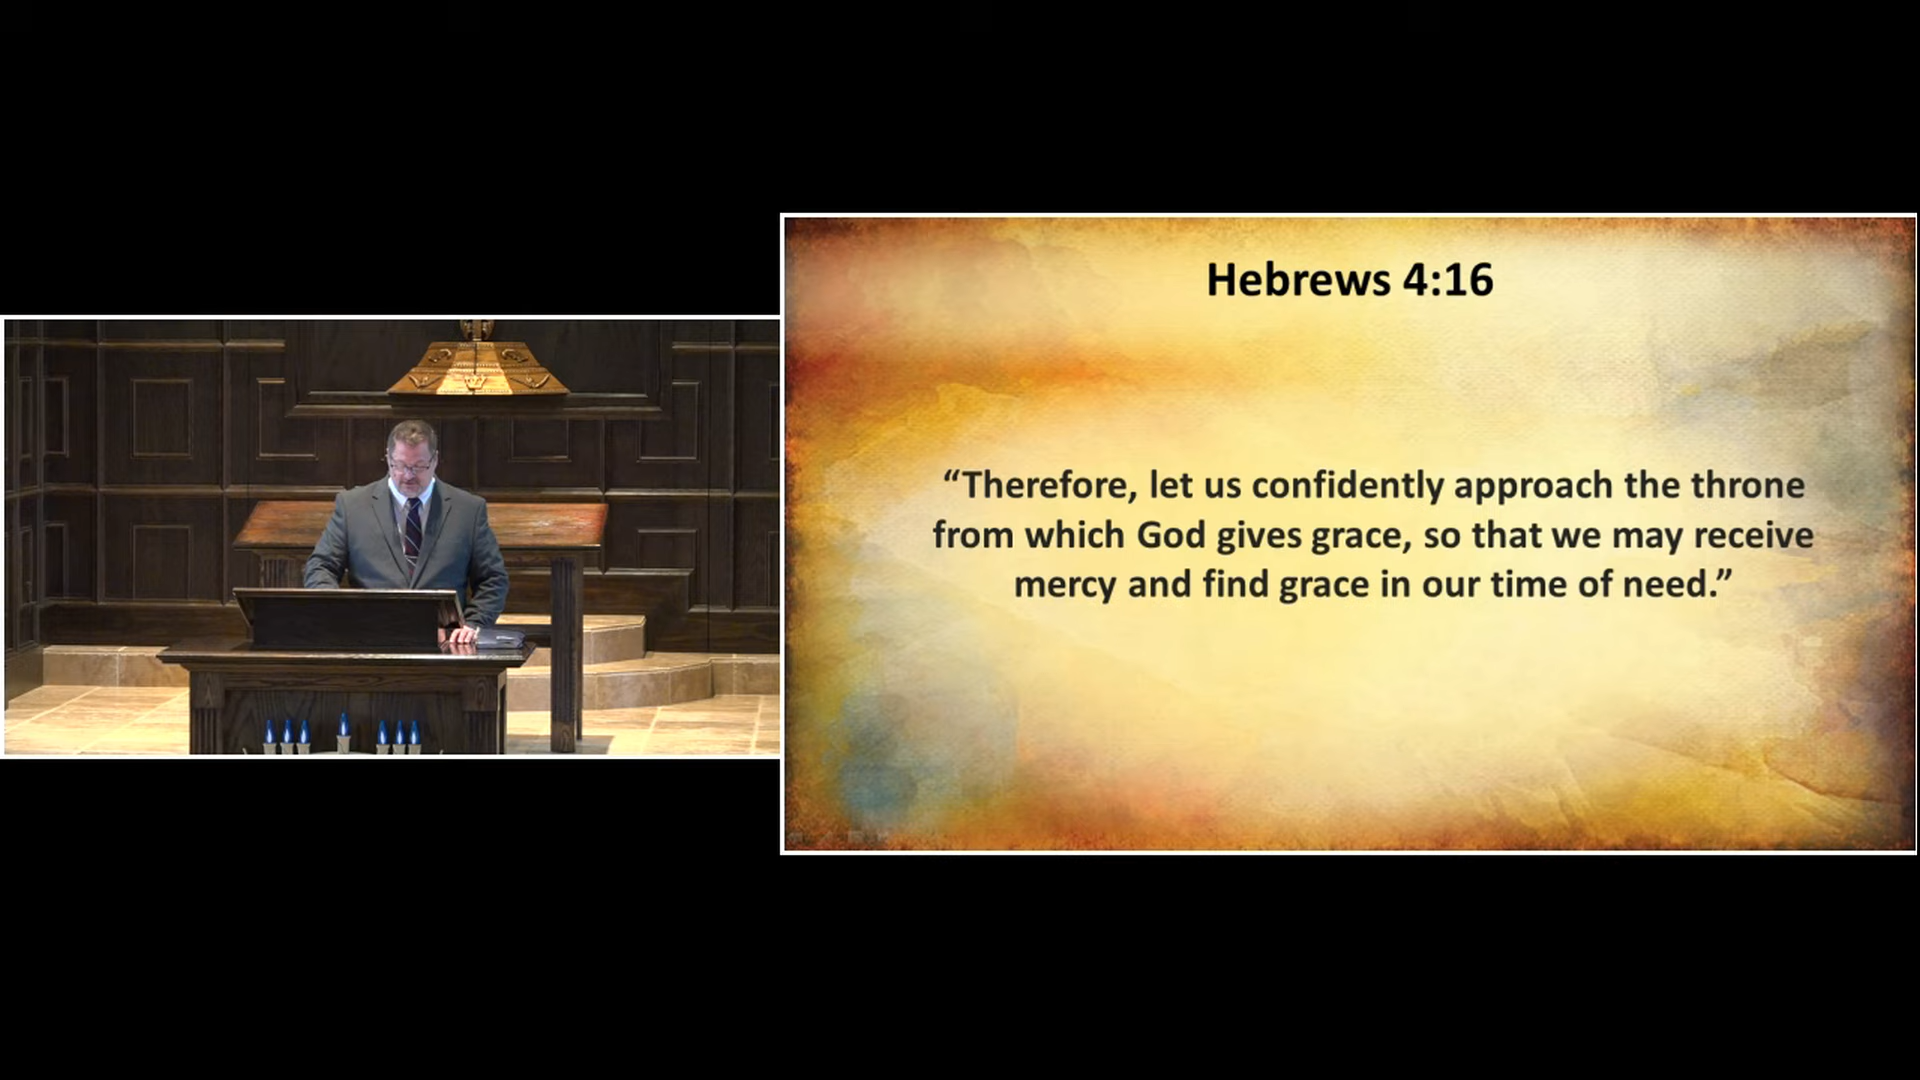 Hebrews 4:16
“Therefore, let us confidently approach the throne
from which God gives grace, so that we may receive
mercy and find grace in our time of need.”